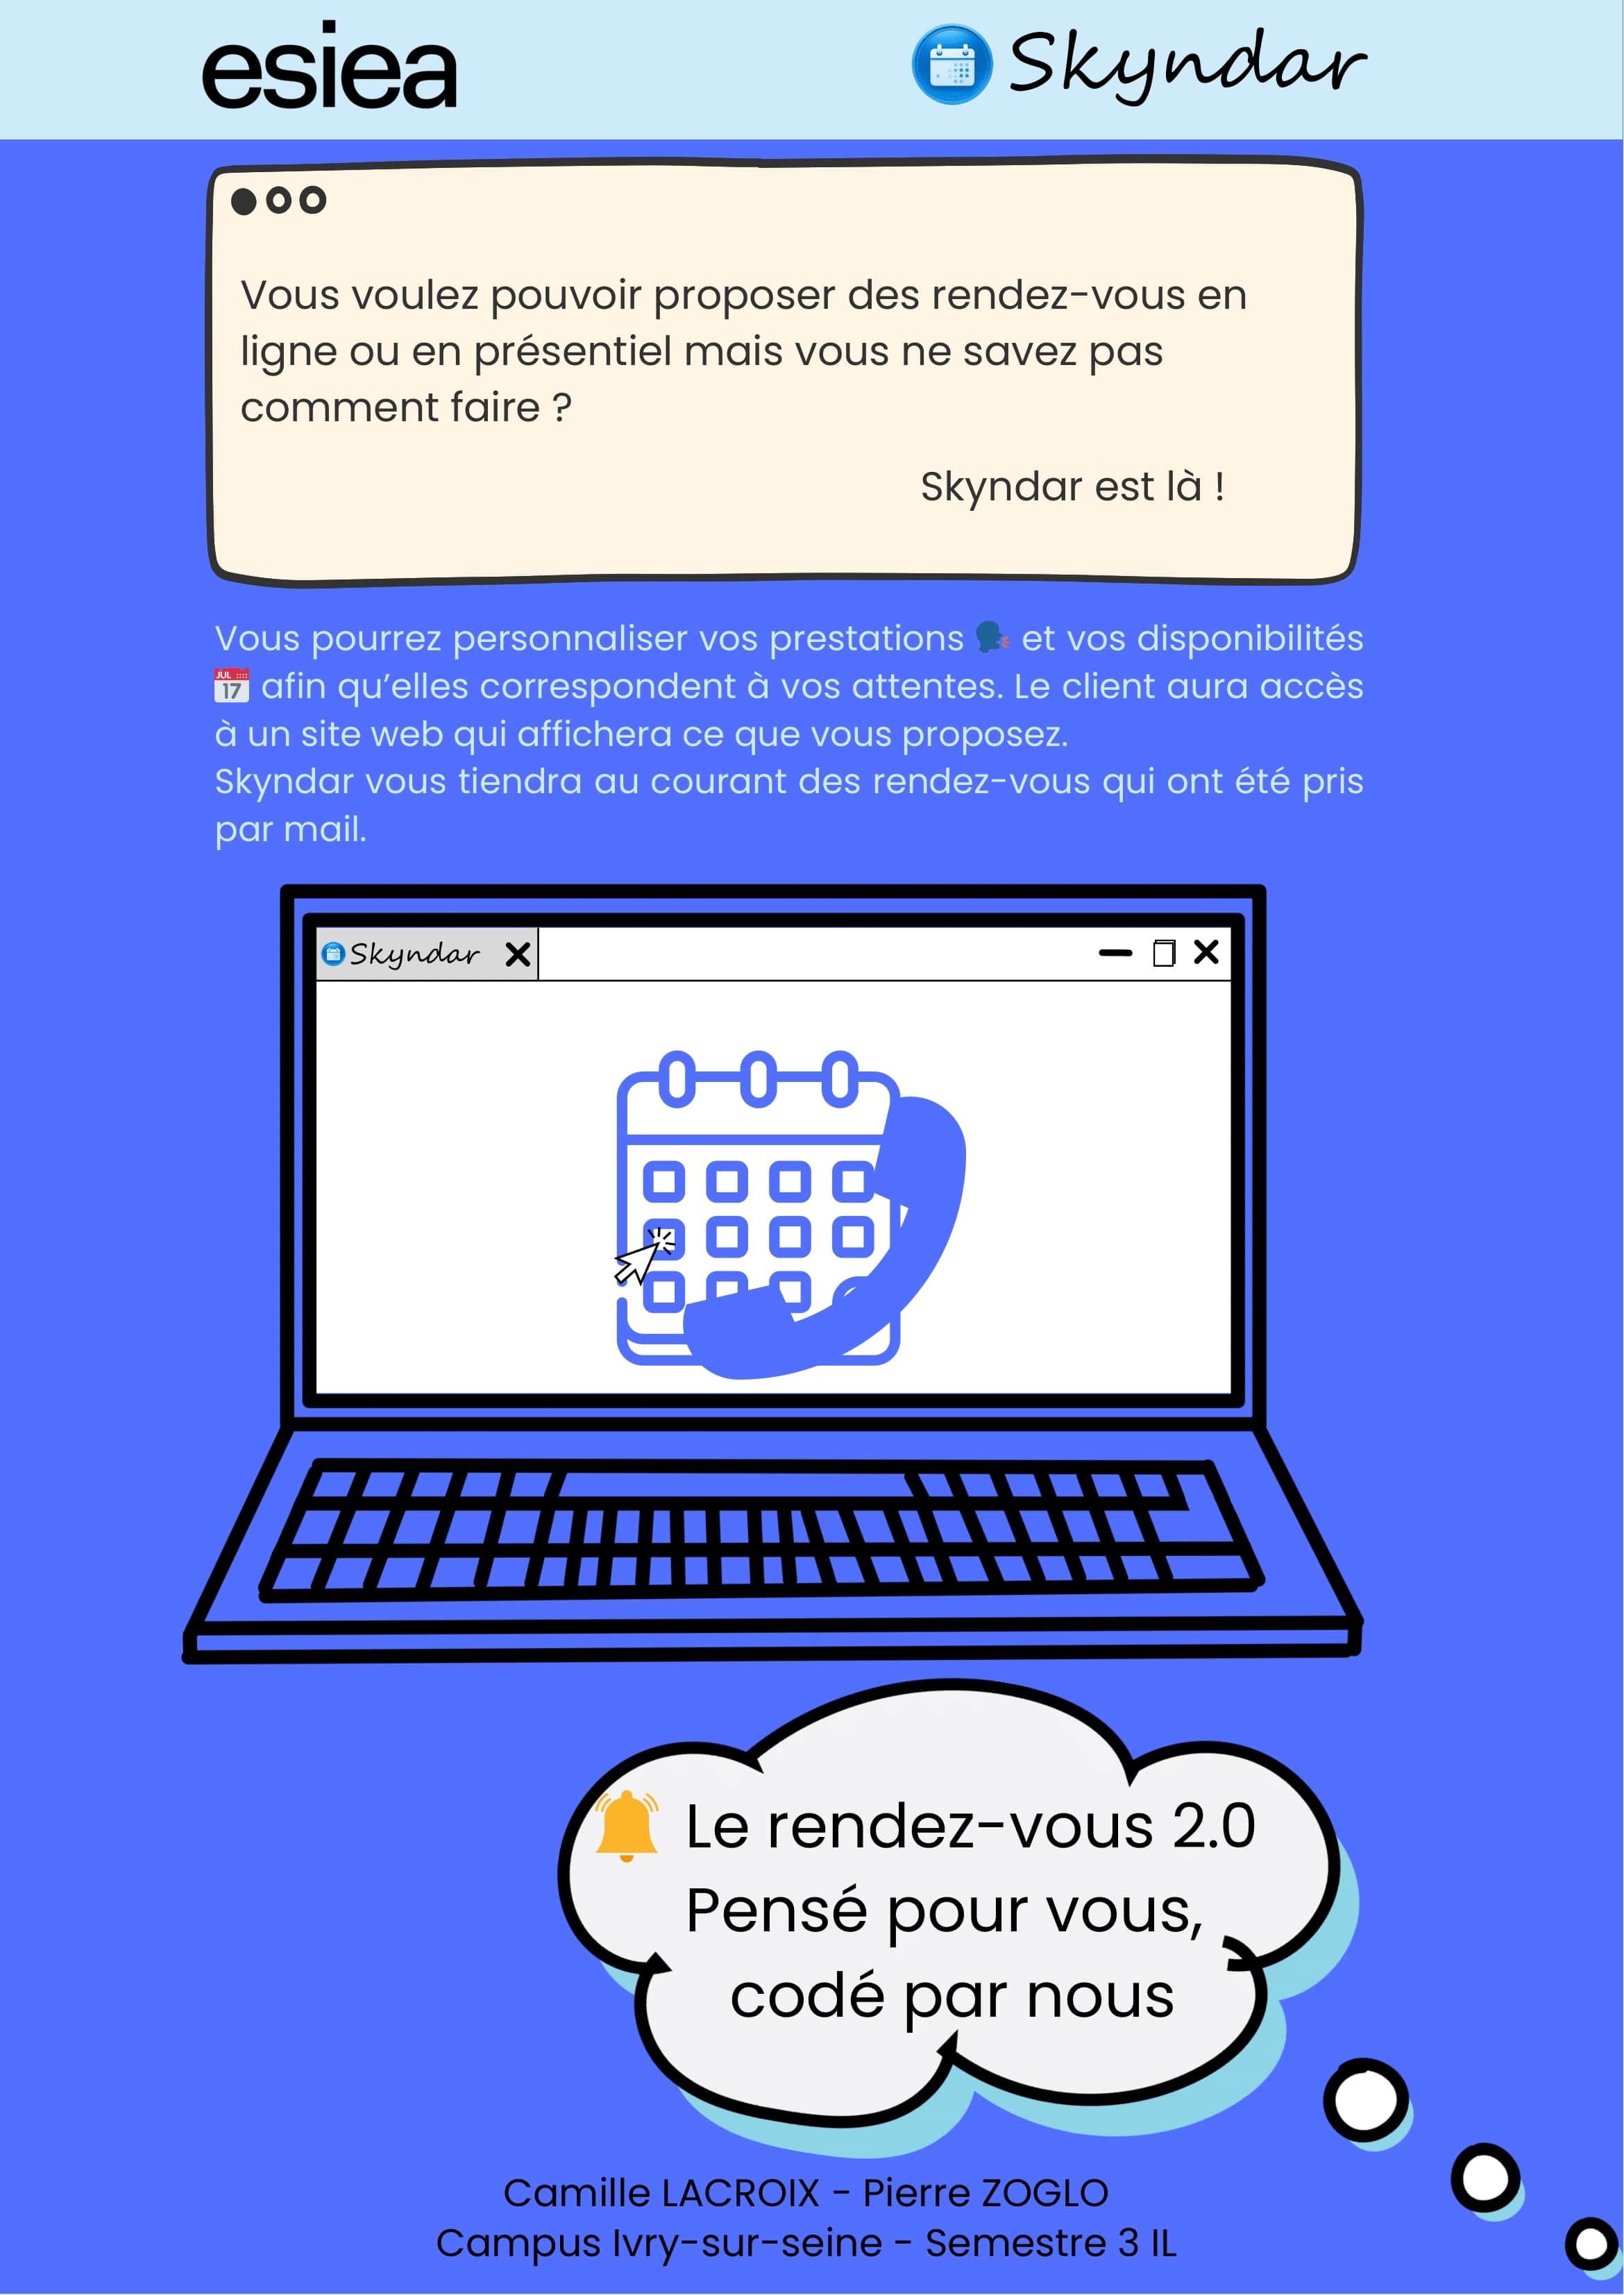 esiea
Skyndar
Vous voulez pouvoir proposer des rendez-vous en
ligne ou en présentiel mais vous ne savez pas
comment faire ?
Skyndar est là !
Vous pourrez personnaliser vos prestations 🗣️ et vos disponibilités
📅 afin qu’elles correspondent à vos attentes. Le client aura accès
à un site web qui affichera ce que vous proposez.
Skyndar vous tiendra au courant des rendez-vous qui ont été pris
par mail.
Skyndar
Le rendez-vous 2.0
Pensé pour vous,
codé par nous
Camille LACROIX - Pierre ZOGLO
Campus Ivry-sur-seine - Semestre 3 IL